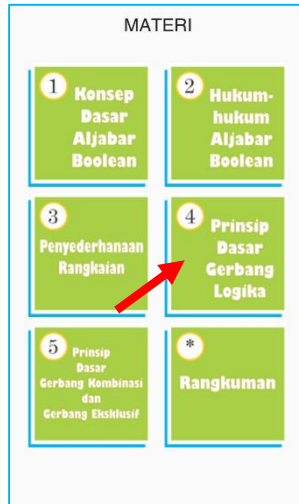 MATERI
1
Konsep
Dasar
Aljabar
Boolean
2
Hukum-
hukum
Aljabar
Boolean
3
Penyederhanaan
Rangkaian
4
Prinsip
Dasar
Gerbang
Logika
5
Prinsip
Dasar
Gerbang Kombinasi
dan
Gerbang Eksklusif
*
Rangkuman